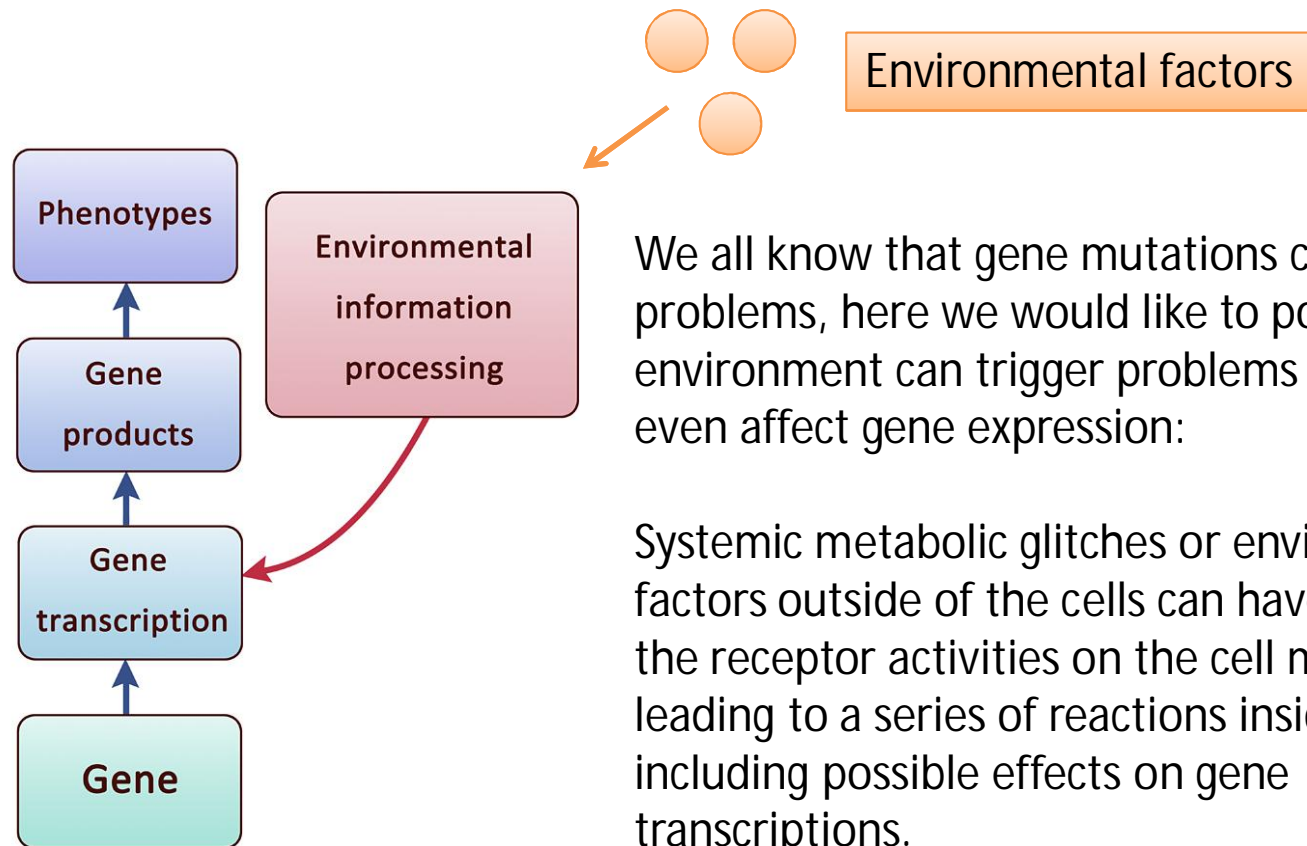 Environmental factors
Phenotypes
Gene
products
Gene
transcription
Gene
Environmental
information
processing
We all know that gene mutations c
problems, here we would like to po
environment can trigger problems
even affect gene expression:
Systemic metabolic glitches or envi
factors outside of the cells can hav
the receptor activities on the cell m
leading to a series of reactions insi
including possible effects on gene
transcriptions.